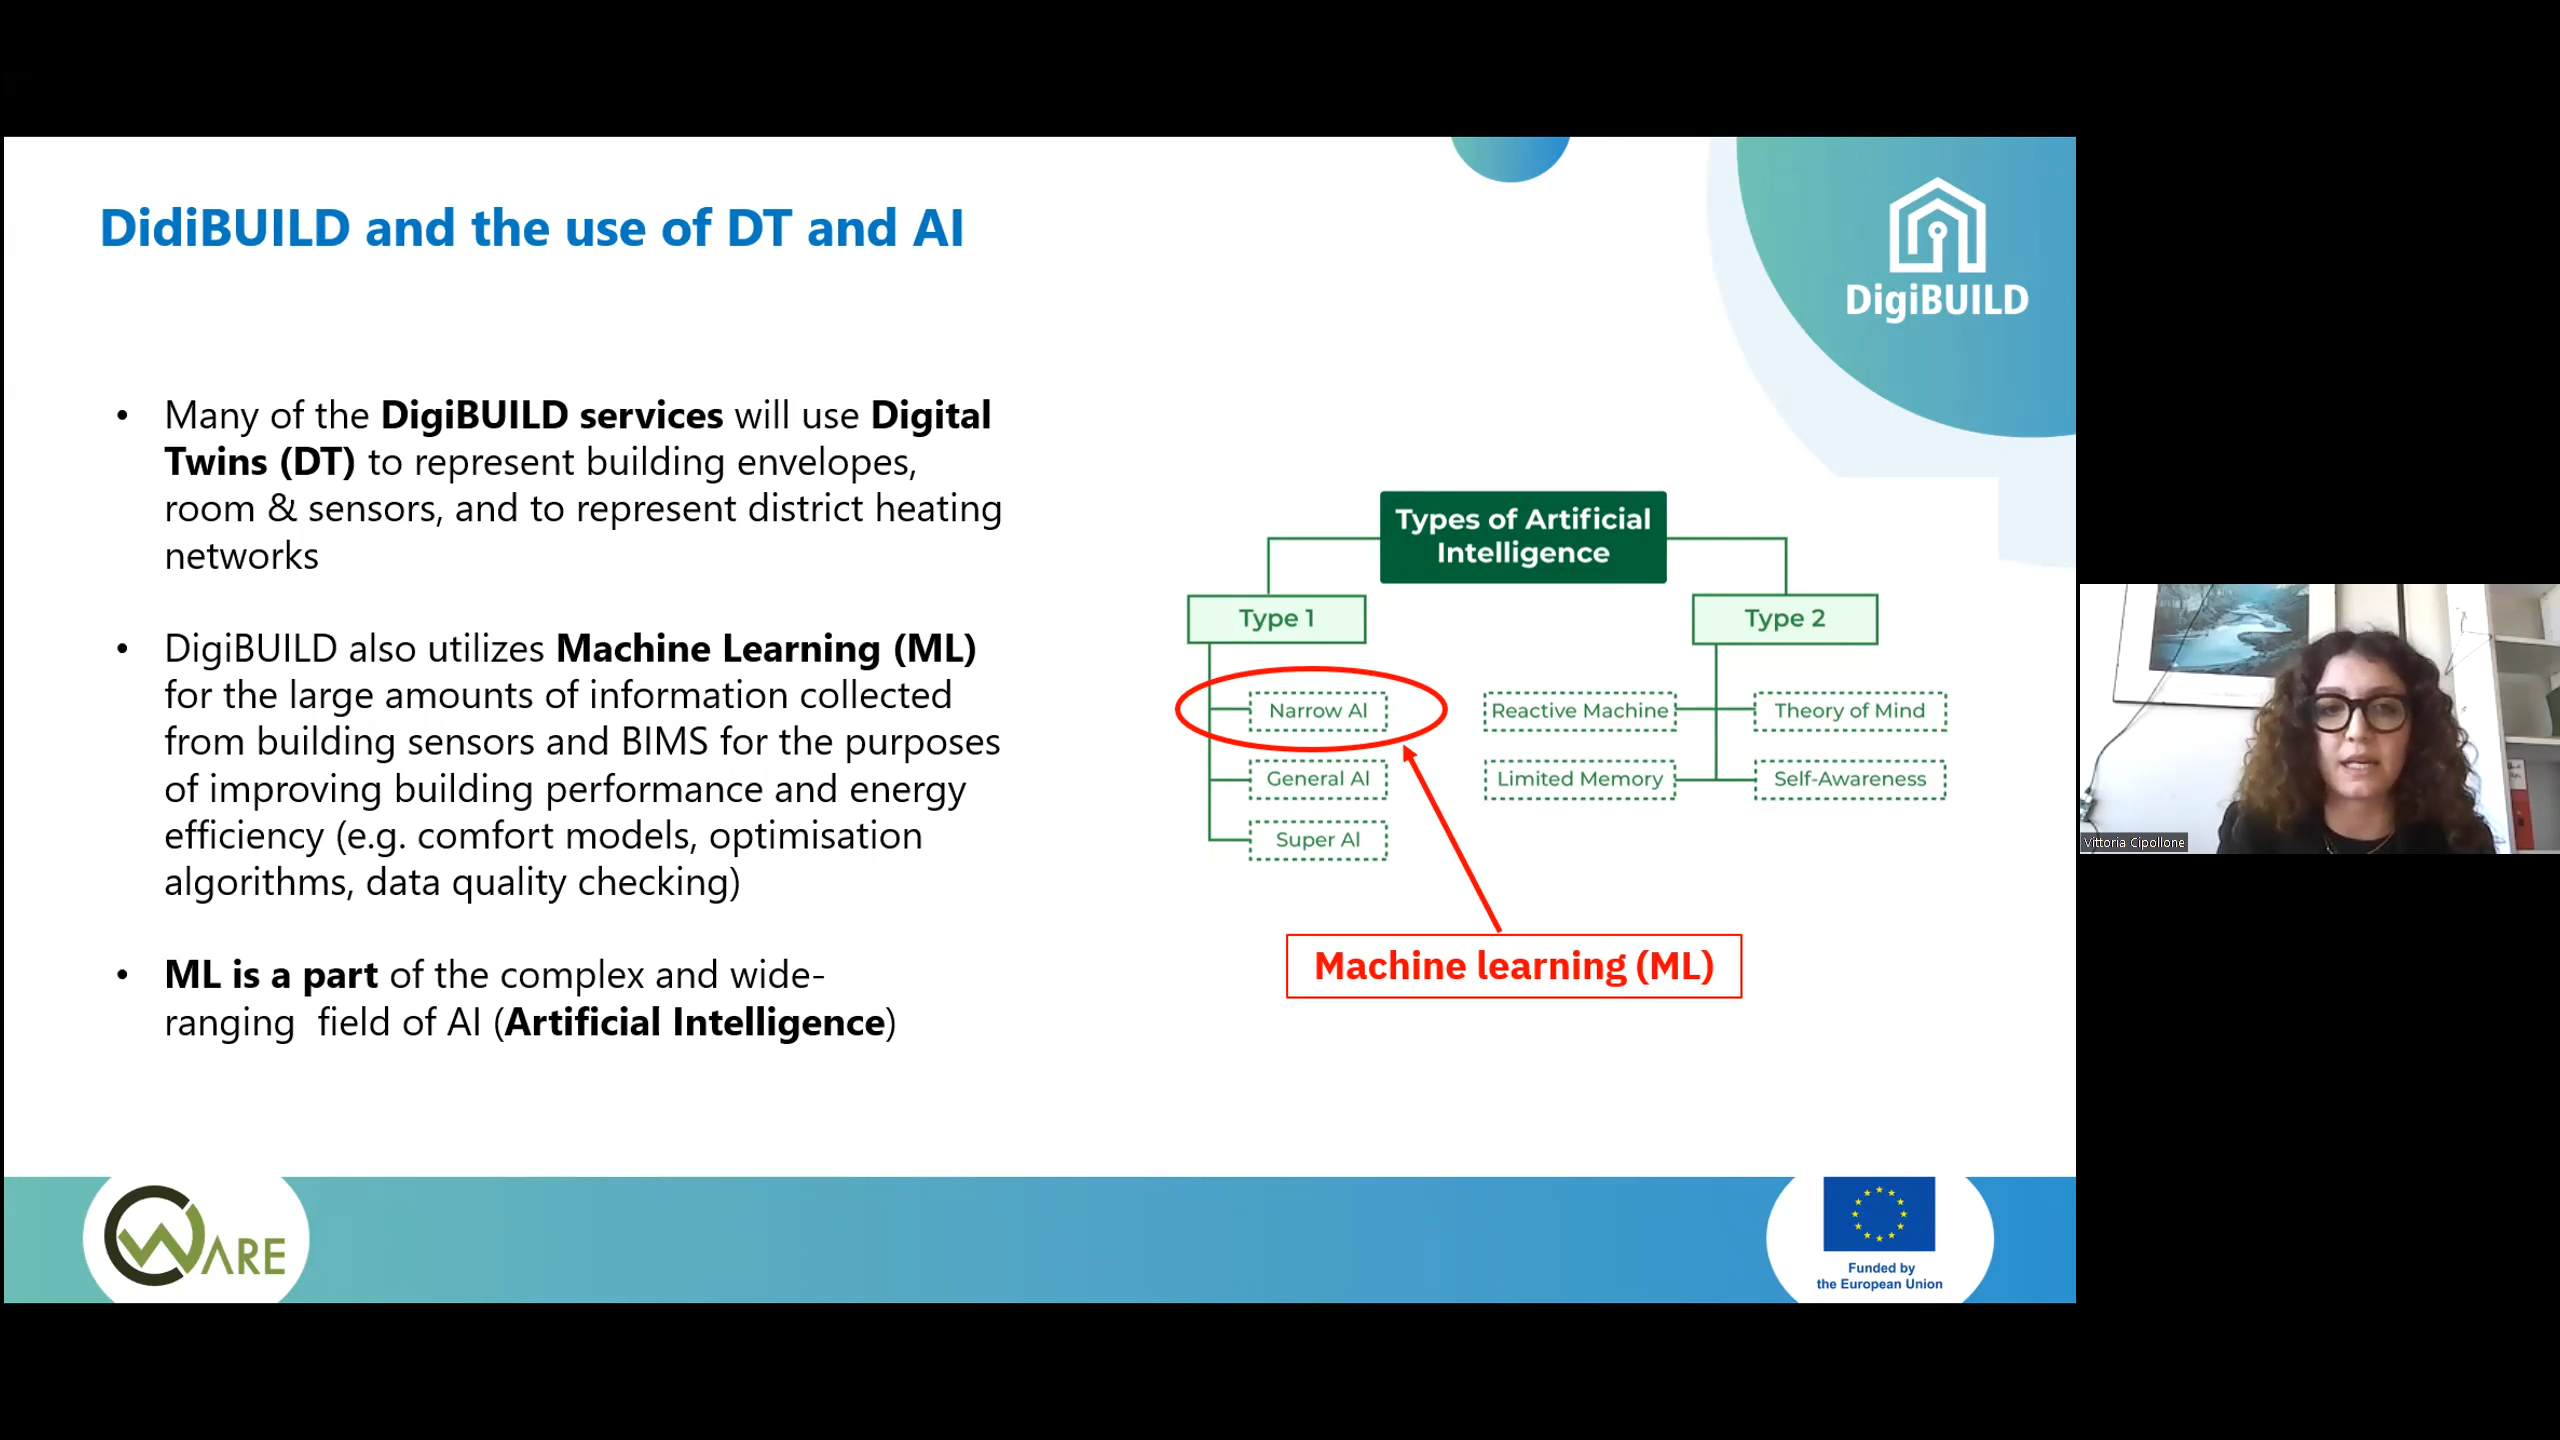 DidiBUILD and the use of DT and AI
DigiBUILD
• Many of the DigiBUILD services will use Digital
Twins (DT) to represent building envelopes,
room & sensors, and to represent district heating
networks
• DigiBUILD also utilizes Machine Learning (ML)
for the large amounts of information collected
from building sensors and BIMS for the purposes
of improving building performance and energy
efficiency (e.g. comfort models, optimisation
algorithms, data quality checking)
• ML is a part of the complex and wide-
ranging  field of AI (Artificial Intelligence)
Types of Artificial
Intelligence
Type 1
Type 2
Narrow AI
General AI
Super AI
Reactive Machine
Theory of Mind
Limited Memory
Self-Awareness
Machine learning (ML)
Vittoria Cipollone
CWARE
Funded by
the European Union